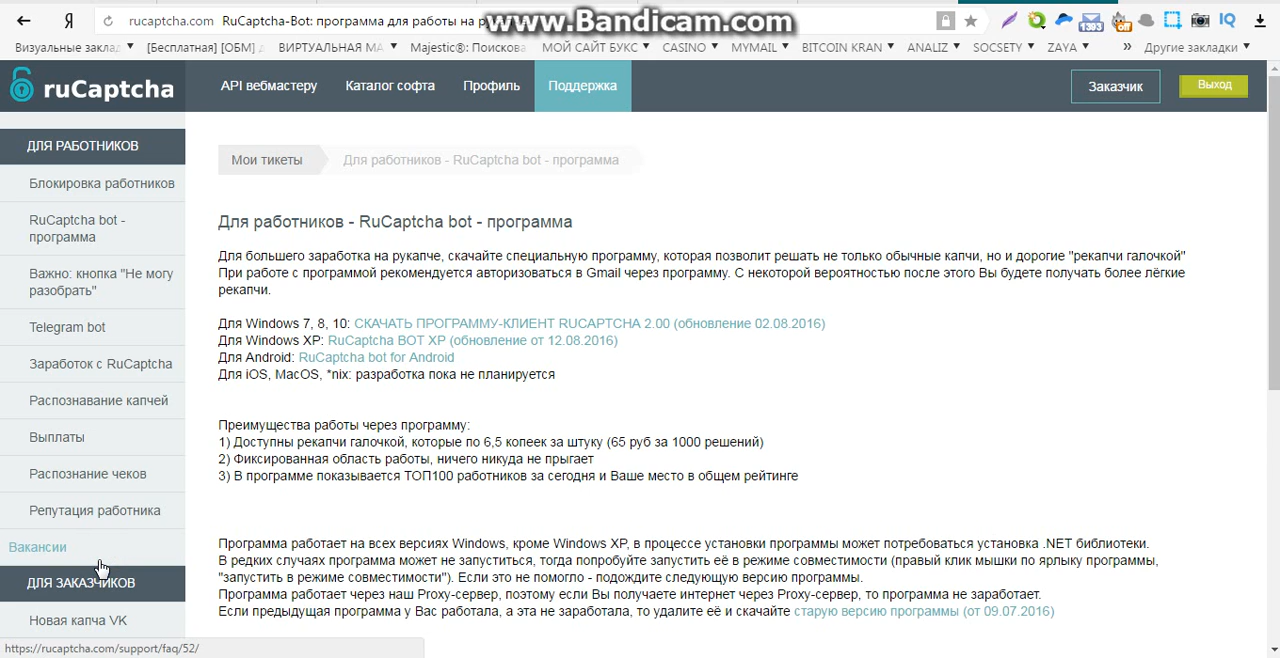 Я rucaptcha.com RuCaptcha-Bot: программа для работы на
www.Bandicam.com
1393 Off IQ
Визуальные заклад [Бесплатная] [ОБМ] ВИРТУАЛЬНАЯ МА Majestic®: Поискова МОЙ САЙТ БУКС CASINO MYMAIL BITCOIN KRAN ANALIZ SOCSETY ZAYA » Другие закладки
ruCaptcha API вебмастеру Каталог софта Профиль Поддержка Заказчик Выход
ДЛЯ РАБОТНИКОВ
Блокировка работников
RuCaptcha bot -
программа
Важно: кнопка "Не могу
разобрать"
Telegram bot
Заработок с RuCaptcha
Распознавание капчей
Выплаты
Распознание чеков
Репутация работника
Вакансии
ДЛЯ ЗАКАЗЧИКОВ
Новая капча VK
https://rucaptcha.com/support/faq/52/
Мои тикеты Для работников - RuCaptcha bot - программа
Для работников - RuCaptcha bot - программа
Для большего заработка на рукапче, скачайте специальную программу, которая позволит решать не только обычные капчи, но и дорогие "рекапчи галочкой"
При работе с программой рекомендуется авторизоваться в Gmail через программу. С некоторой вероятностью после этого Вы будете получать более лёгкие
рекапчи.
Для Windows 7, 8, 10: СКАЧАТЬ ПРОГРАММУ-КЛИЕНТ RUCAPTCHA 2.00 (обновление 02.08.2016)
Для Windows XP: RuCaptcha BOT XP (обновление от 12.08.2016)
Для Android: RuCaptcha bot for Android
Для iOS, MacOS, *nix: разработка пока не планируется
Преимущества работы через программу:
1) Доступны рекапчи галочкой, которые по 6,5 копеек за штуку (65 руб за 1000 решений)
2) Фиксированная область работы, ничего никуда не прыгает
3) В программе показывается ТОП100 работников за сегодня и Ваше место в общем рейтинге
Программа работает на всех версиях Windows, кроме Windows XP, в процессе установки программы может потребоваться установка .NET библиотеки.
В редких случаях программа может не запуститься, тогда попробуйте запустить её в режиме совместимости (правый клик мышки по ярлыку программы,
"запустить в режиме совместимости"). Если это не помогло - подождите следующую версию программы.
Программа работает через наш Proxy-сервер, поэтому если Вы получаете интернет через Proxy-сервер, то программа не заработает.
Если предыдущая программа у Вас работала, а эта не заработала, то удалите её и скачайте старую версию программы (от 09.07.2016)